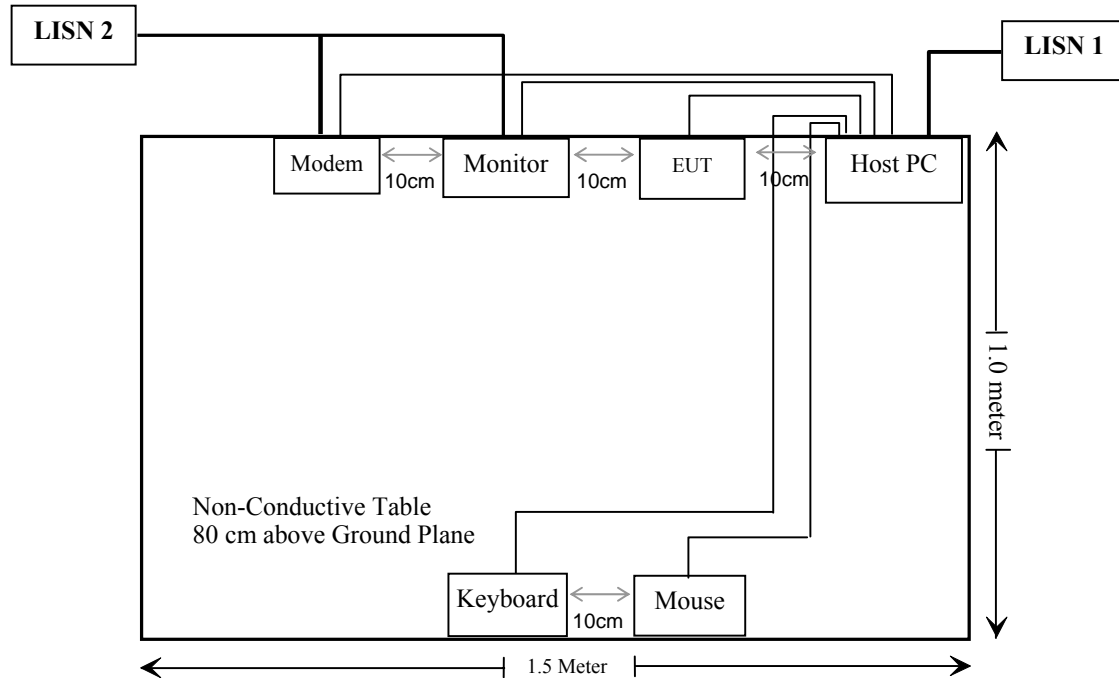 LISN 2
LISN 1
Modem
Monitor
EUT
Host PC
10cm
10cm
10cm
1.0 meter
Non-Conductive Table
80 cm above Ground Plane
Keyboard
Mouse
10cm
1.5 Meter